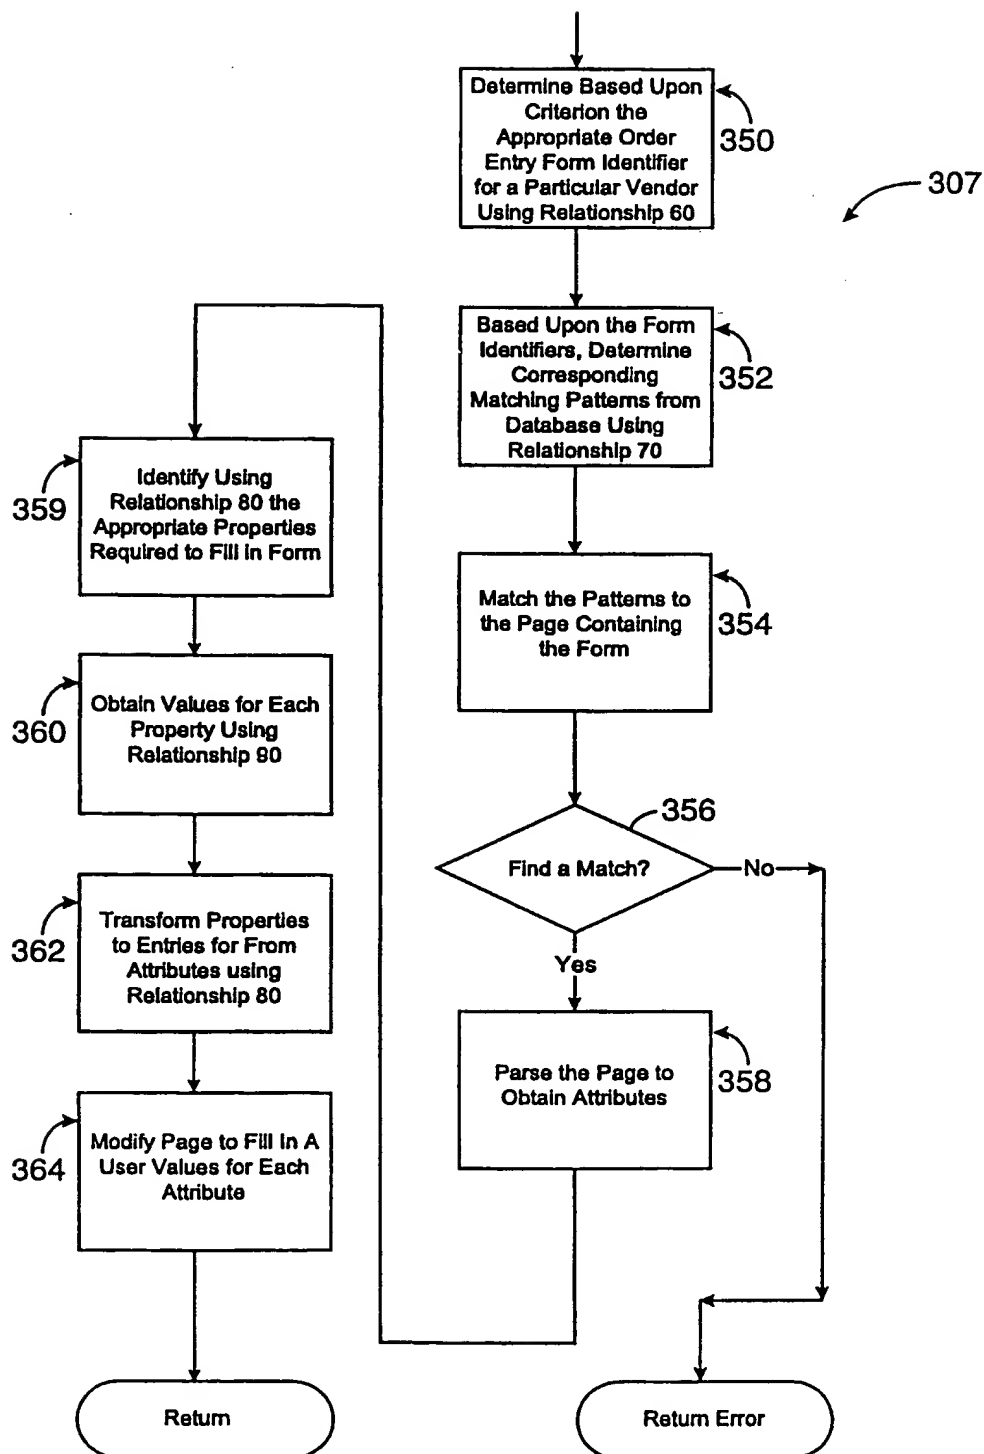 Determine Based Upon
Criterion the
Appropriate Order
Entry Form Identifier
for a Particular Vendor
Using Relationship 60
350
307
Based Upon the Form
Identifiers, Determine
Corresponding
Matching Patterns from
Database Using
Relationship 70
352
Match the Patterns to
the Page Containing
the Form
354
356
Find a Match?
No
Yes
Parse the Page to
Obtain Attributes
358
359
Identify Using
Relationship 80 the
Appropriate Properties
Required to Fill in Form
360
Obtain Values for Each
Property Using
Relationship 90
362
Transform Properties
to Entries for From
Attributes using
Relationship 80
364
Modify Page to Fill In A
User Values for Each
Attribute
Return
Return Error